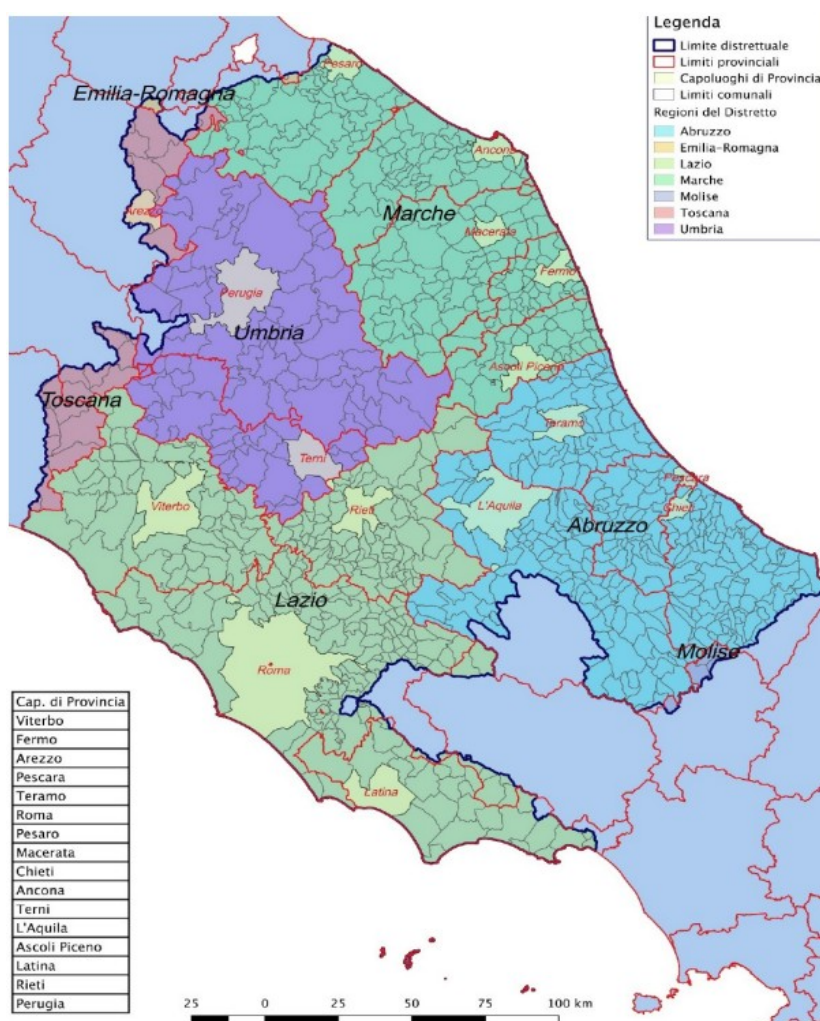 Legenda
Limite distrettuale
Limiti provinciali
Capoluoghi di Provincia
Limiti comunali
Regioni del Distretto
Abruzzo
Emilia-Romagna
Lazio
Marche
Molise
Toscana
Umbria
Pesaro
Emilia-Romagna
Ancona
Arezzo
Marche
Macerata
Fermo
Perugia
Umbria
Ascoli Piceno
Toscana
Teramo
Terni
Pescara
Viterbo
Rieti
L'Aquila
Chieti
Abruzzo
Lazio
Molise
Roma
Latina
Cap. di Provincia
Viterbo
Fermo
Arezzo
Pescara
Teramo
Roma
Pesaro
Macerata
Chieti
Ancona
Terni
L'Aquila
Ascoli Piceno
Latina
Rieti
Perugia
25 0 25 50 75 100 km